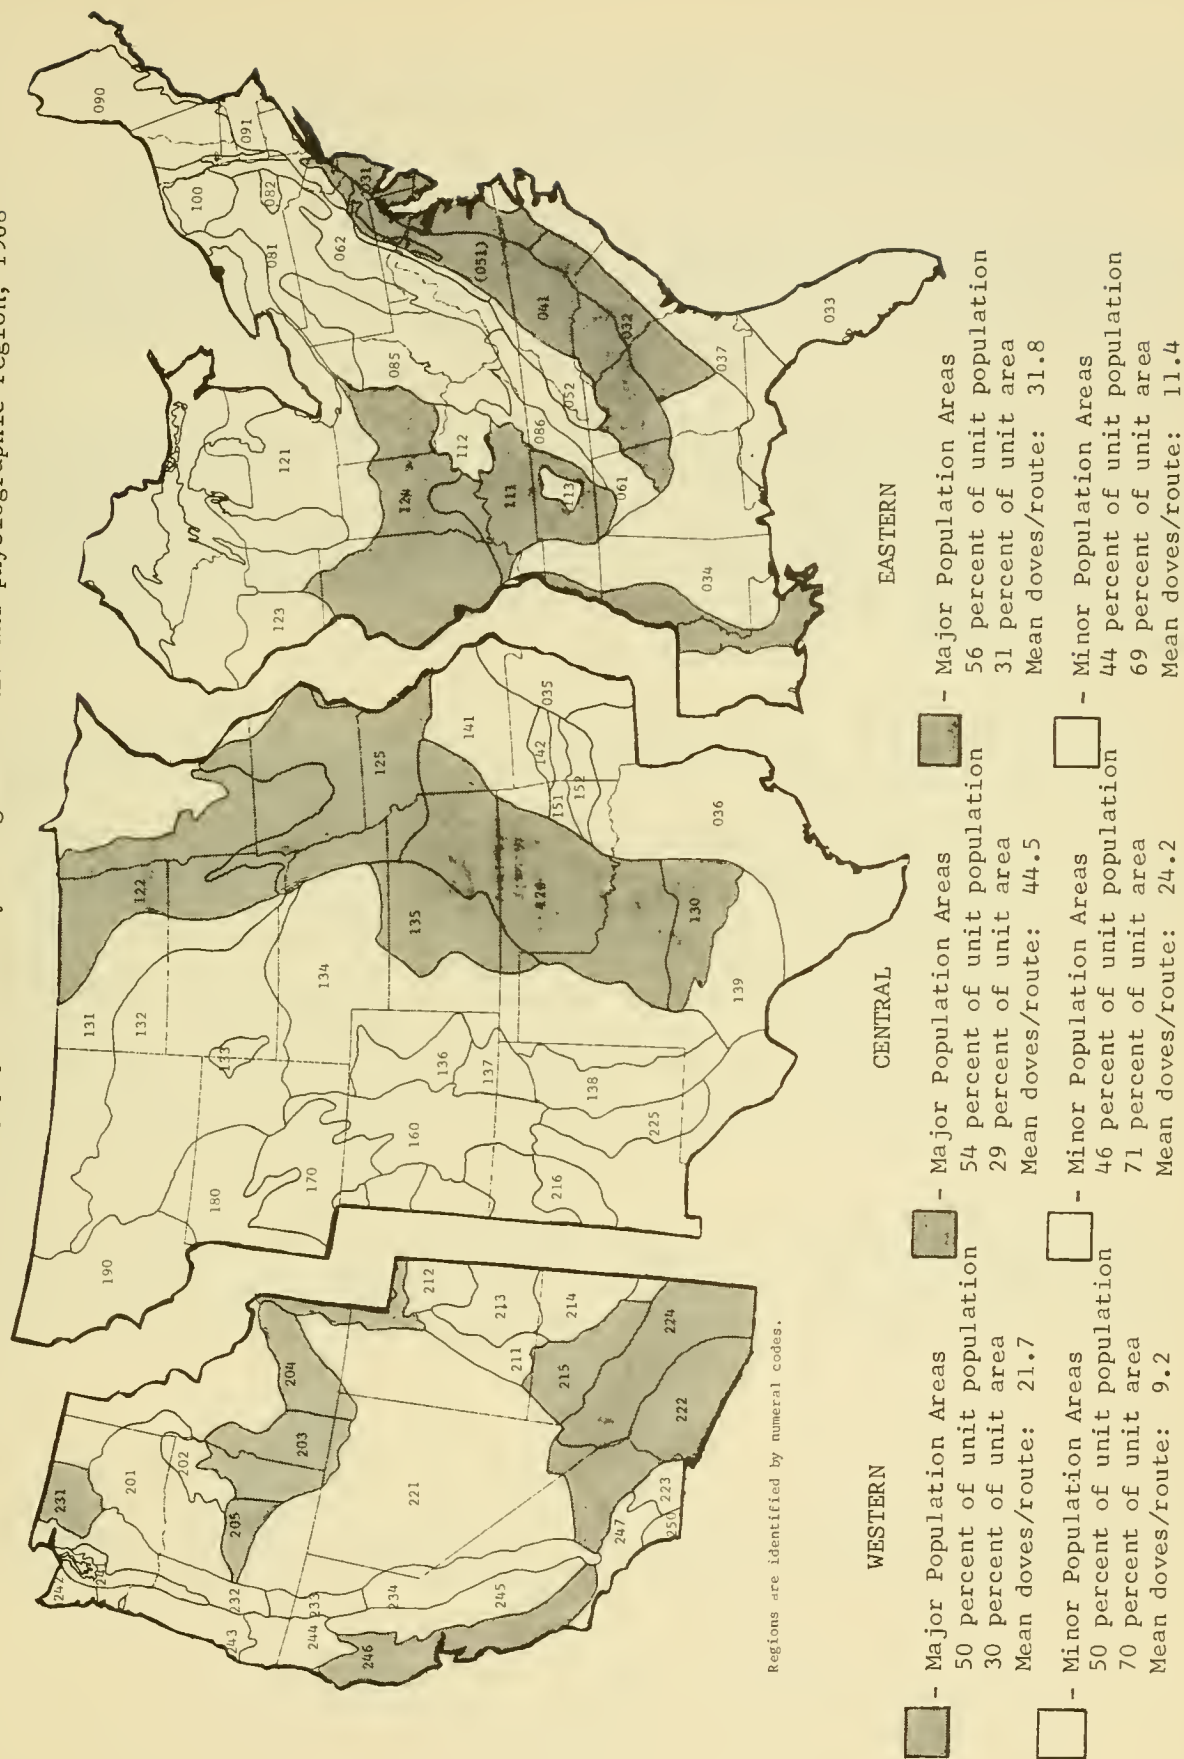 and physiographic region, 1968
090
091
100
082
081
062
031
(051)
041
032
033
037
085
052
086
112
121
124
111
113
061
034
123
122
125
141
035
142
151
152
036
131
132
133
134
135
128
130
139
136
137
138
160
170
180
190
216
225
231
201
202
203
204
205
211
212
213
214
215
221
222
223
224
232
233
234
241
242
243
244
245
246
247
250
Regions are identified by numeral codes.
WESTERN
- Major Population Areas
50 percent of unit population
30 percent of unit area
Mean doves/route: 21.7
- Minor Population Areas
50 percent of unit population
70 percent of unit area
Mean doves/route: 9.2
CENTRAL
- Major Population Areas
54 percent of unit population
29 percent of unit area
Mean doves/route: 44.5
- Minor Population Areas
46 percent of unit population
71 percent of unit area
Mean doves/route: 24.2
EASTERN
- Major Population Areas
56 percent of unit population
31 percent of unit area
Mean doves/route: 31.8
- Minor Population Areas
44 percent of unit population
69 percent of unit area
Mean doves/route: 11.4